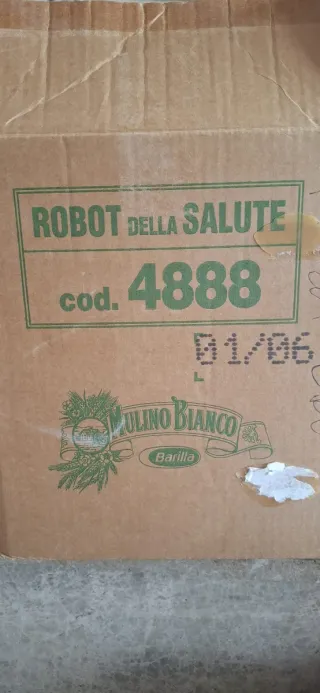 ROBOT DELLA SALUTE
cod. 4888
01/06
MULINO BIANCO
Barilla